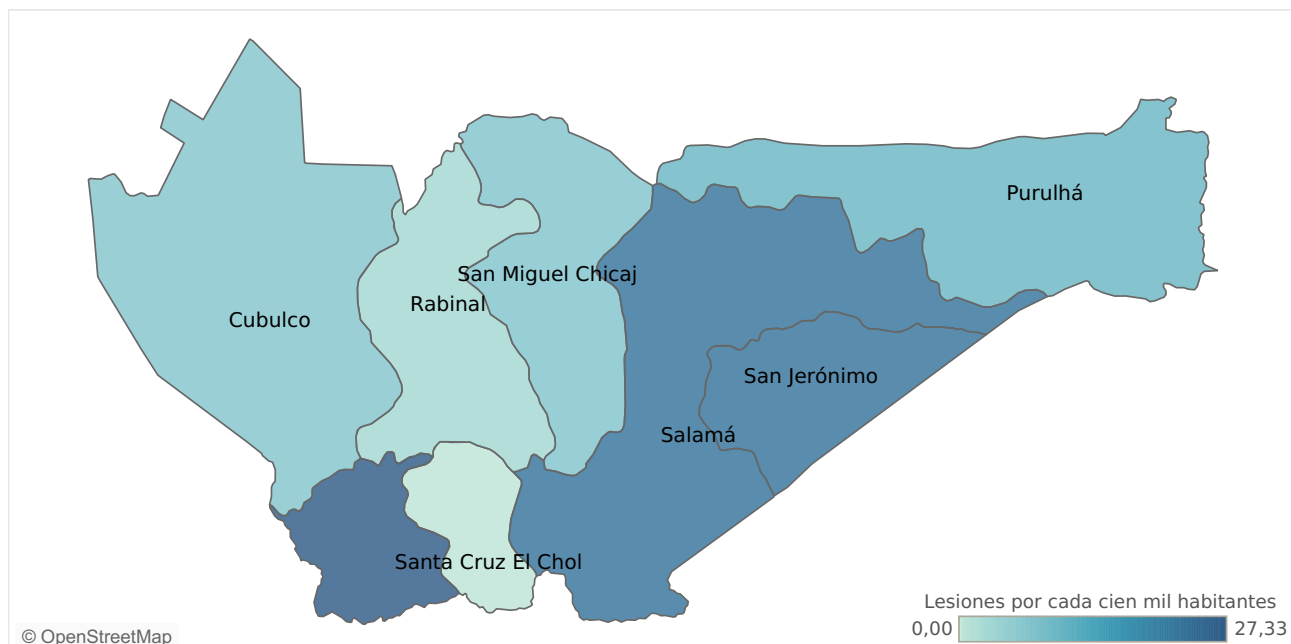 Purulhá
San Miguel Chicaj
Rabinal
Cubulco
San Jerónimo
Salamá
Santa Cruz El Chol
Lesiones por cada cien mil habitantes
0,00 27,33
© OpenStreetMap